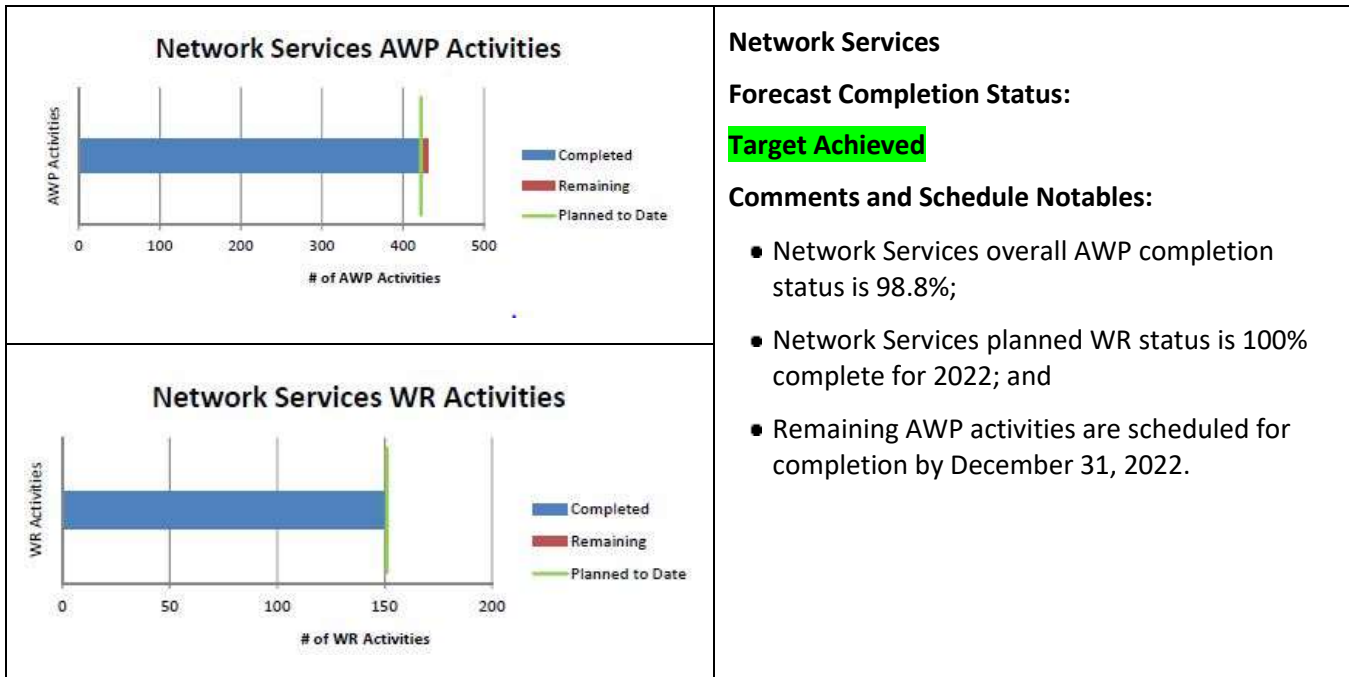 Network Services AWP Activities
AWP Activities
Completed
Remaining
Planned to Date
0 100 200 300 400 500
# of AWP Activities
Network Services WR Activities
WR Activities
Completed
Remaining
Planned to Date
0 50 100 150 200
# of WR Activities
Network Services
Forecast Completion Status:
Target Achieved
Comments and Schedule Notables:
• Network Services overall AWP completion
status is 98.8%;
• Network Services planned WR status is 100%
complete for 2022; and
• Remaining AWP activities are scheduled for
completion by December 31, 2022.